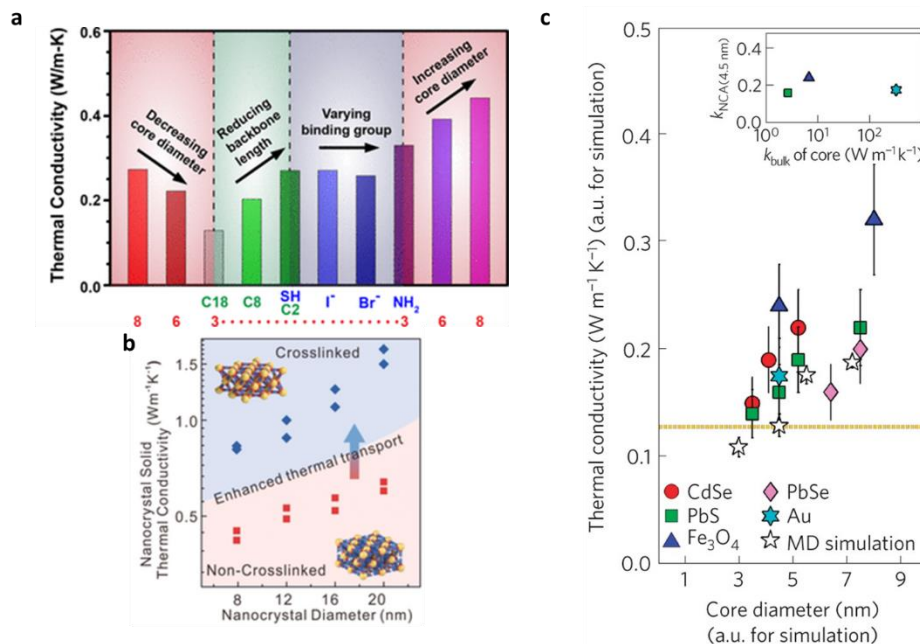 a
Thermal Conductivity (W/m-K)
0.6
0.4
0.2
0.0
Decreasing
core diameter
Reducing
backbone
length
Varying
binding group
Increasing
core diameter
C18 C8 SH I⁻ Br⁻ NH₂
C2
8 6 3 3 6 8
b
Nanocrystal Solid
Thermal Conductivity (Wm⁻¹K⁻¹)
1.5
1.0
0.5
Crosslinked
Enhanced thermal transport
Non-Crosslinked
8 12 16 20
Nanocrystal Diameter (nm)
c
Thermal conductivity (W m⁻¹ K⁻¹) (a.u. for simulation)
0.5
0.4
0.3
0.2
0.1
0.0
k NCA(4.5 nm)
0.4
0.2
0.0
10⁰ 10¹ 10²
k bulk of core (W m⁻¹ k⁻¹)
CdSe
PbS
Fe₃O₄
PbSe
Au
MD simulation
1 3 5 7 9
Core diameter (nm)
(a.u. for simulation)